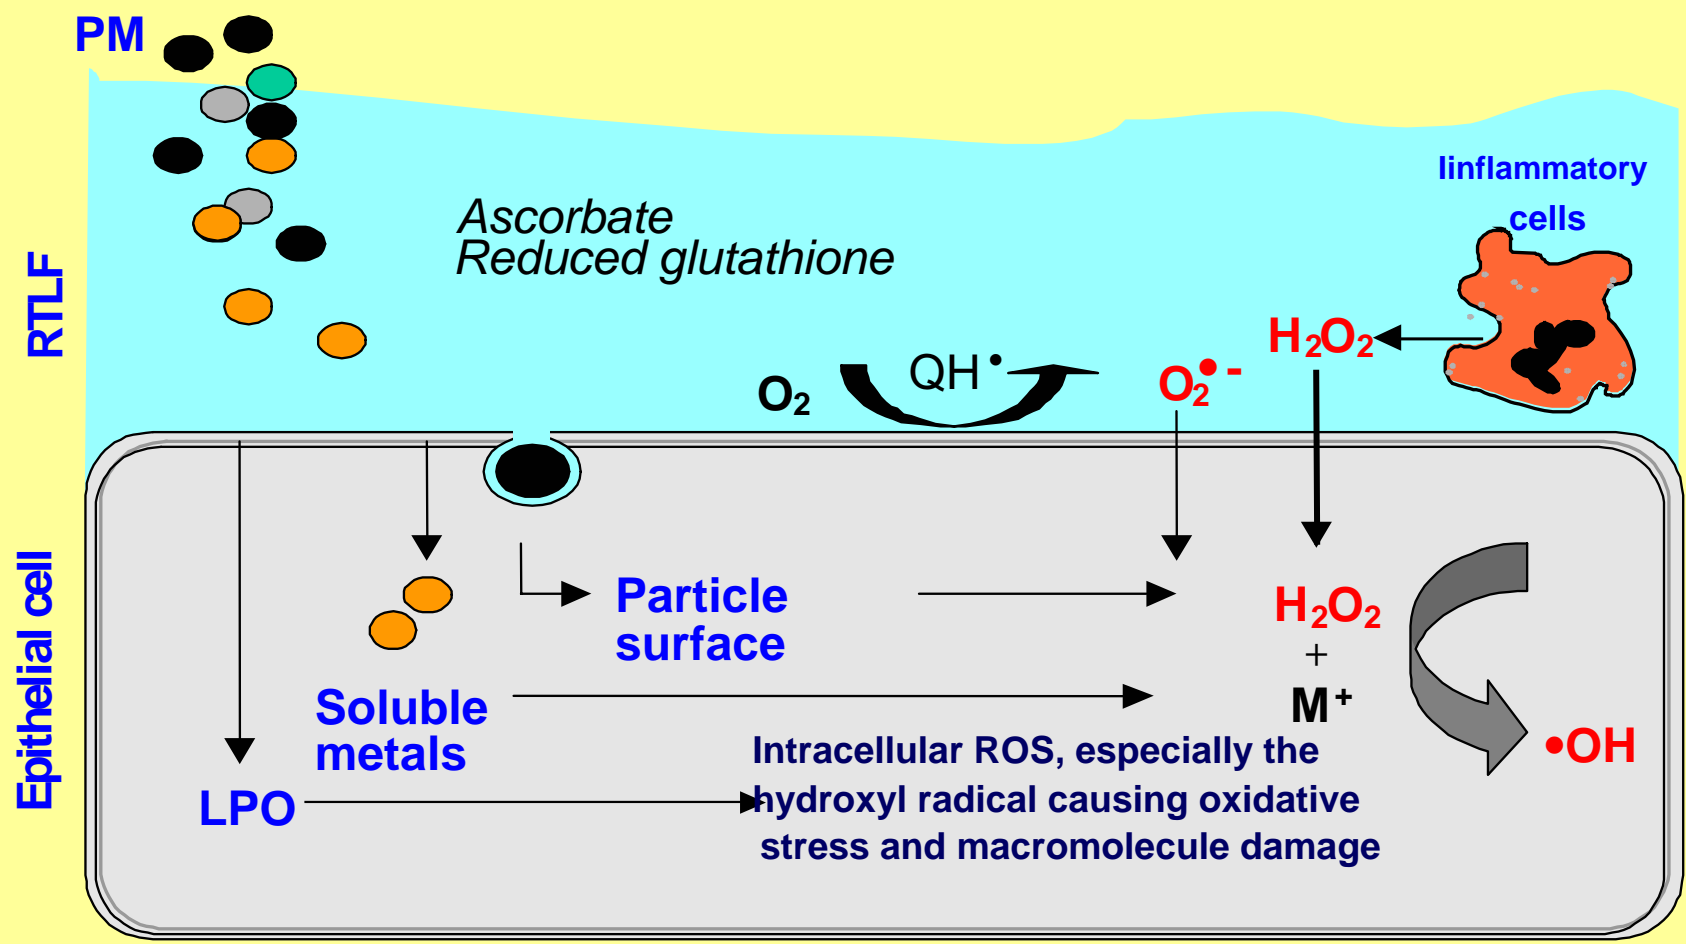 PM
Iinflammatory
cells
Ascorbate
Reduced glutathione
RTLF
H2O2
O2
QH•
O2•-
Epithelial cell
Particle
surface
H2O2
+
M+
Soluble
metals
•OH
Intracellular ROS, especially the
hydroxyl radical causing oxidative
stress and macromolecule damage
LPO